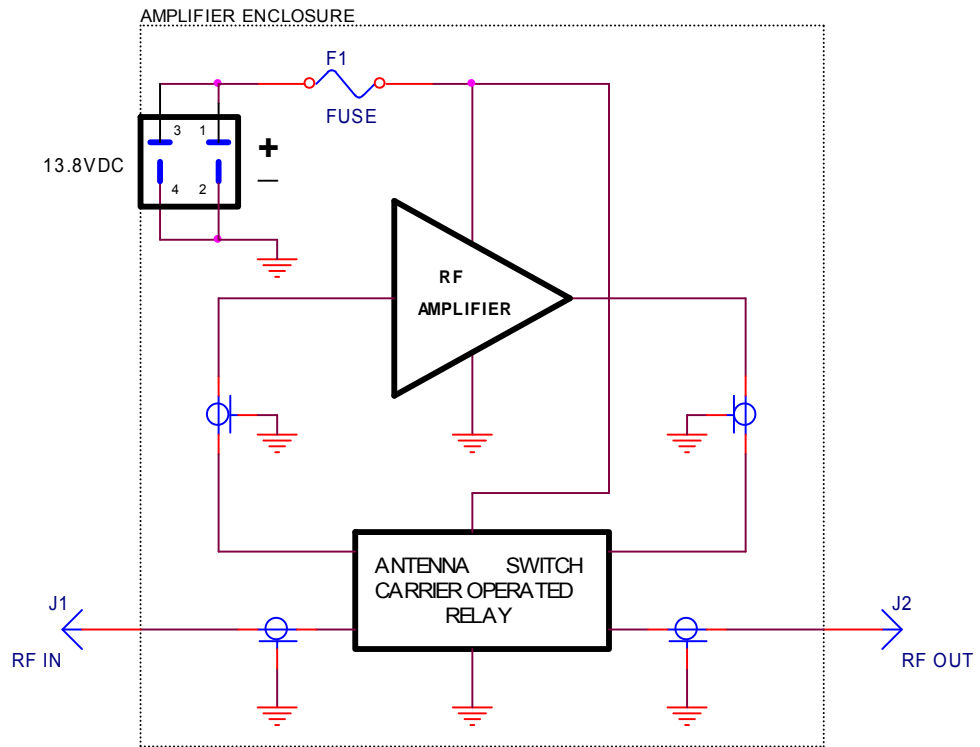 AMPLIFIER ENCLOSURE
F1
FUSE
3 1
+
13.8VDC
4 2
−
RF
AMPLIFIER
ANTENNA SWITCH
CARRIER OPERATED
RELAY
J1
RF IN
J2
RF OUT